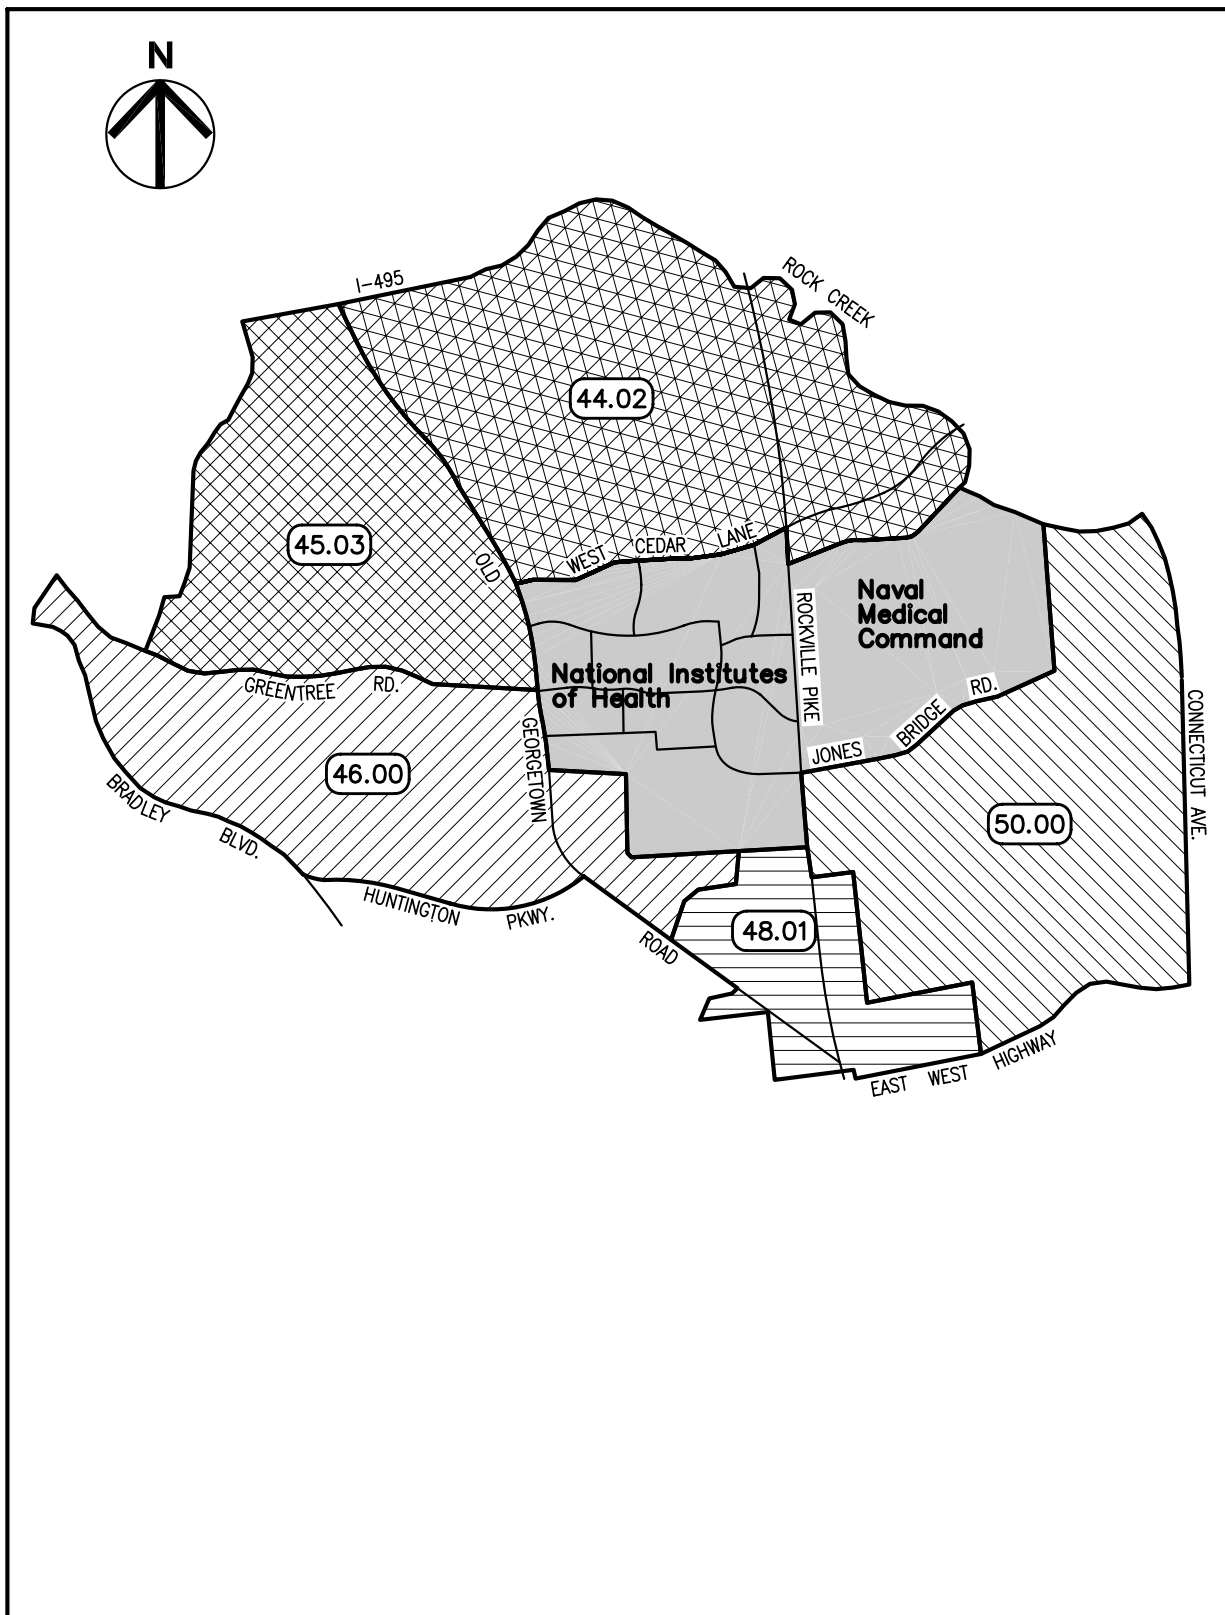 N
I-495
ROCK CREEK
44.02
45.03
OLD
WEST CEDAR LANE
Naval
Medical
Command
ROCKVILLE PIKE
National Institutes
of Health
GREENTREE RD.
GEORGETOWN
JONES BRIDGE RD.
CONNECTICUT AVE.
46.00
BRADLEY BLVD.
50.00
HUNTINGTON PKWY.
ROAD
48.01
EAST WEST HIGHWAY